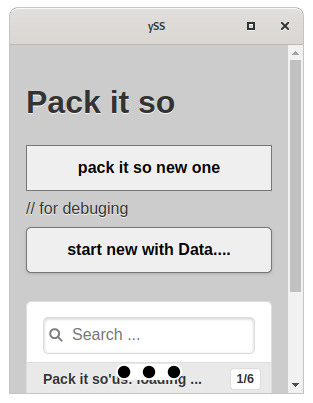 ySS
Pack it so
pack it so new one
// for debuging
start new with Data....
Search ...
Pack it so'us: loading ...
1/6